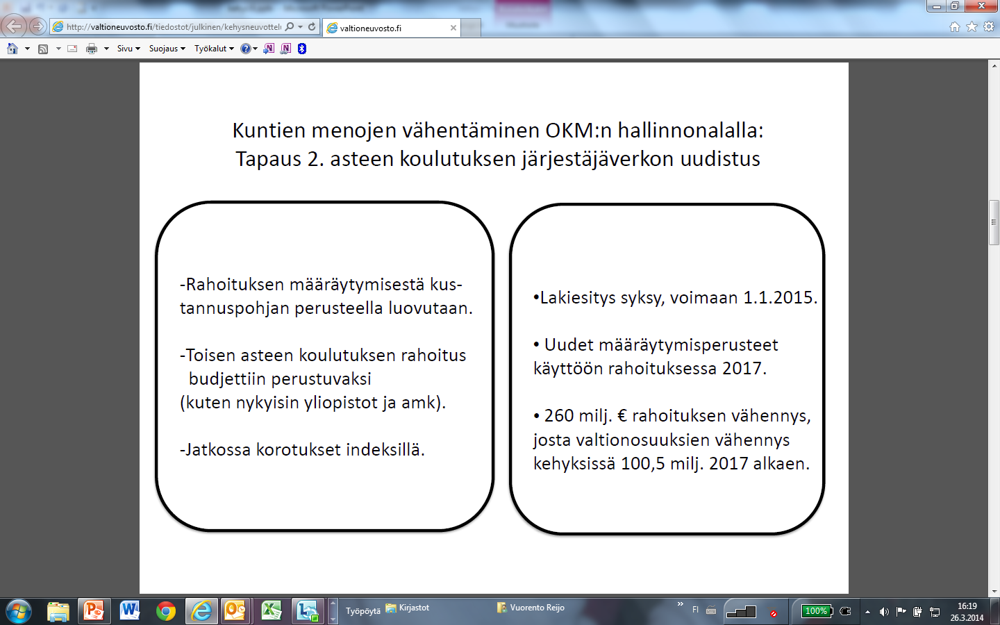 http://valtioneuvosto.fi/tiedostot/julkinen/kehysneuvottelu
valtioneuvosto.fi
Sivu
Suojaus
Työkalut
Kuntien menojen vähentäminen OKM:n hallinnonalalla:
Tapaus 2. asteen koulutuksen järjestäjäverkon uudistus
-Rahoituksen määräytymisestä kus-
tannuspohjan perusteella luovutaan.
-Toisen asteen koulutuksen rahoitus
budjettiin perustuvaksi
(kuten nykyisin yliopistot ja amk).
-Jatkossa korotukset indeksillä.
•Lakiesitys syksy, voimaan 1.1.2015.
• Uudet määräytymisperusteet
käyttöön rahoituksessa 2017.
• 260 milj. € rahoituksen vähennys,
josta valtionosuuksien vähennys
kehyksissä 100,5 milj. 2017 alkaen.
Työpöytä
Kirjastot
Vuorento Reijo
FI
100%
16:19
26.3.2014